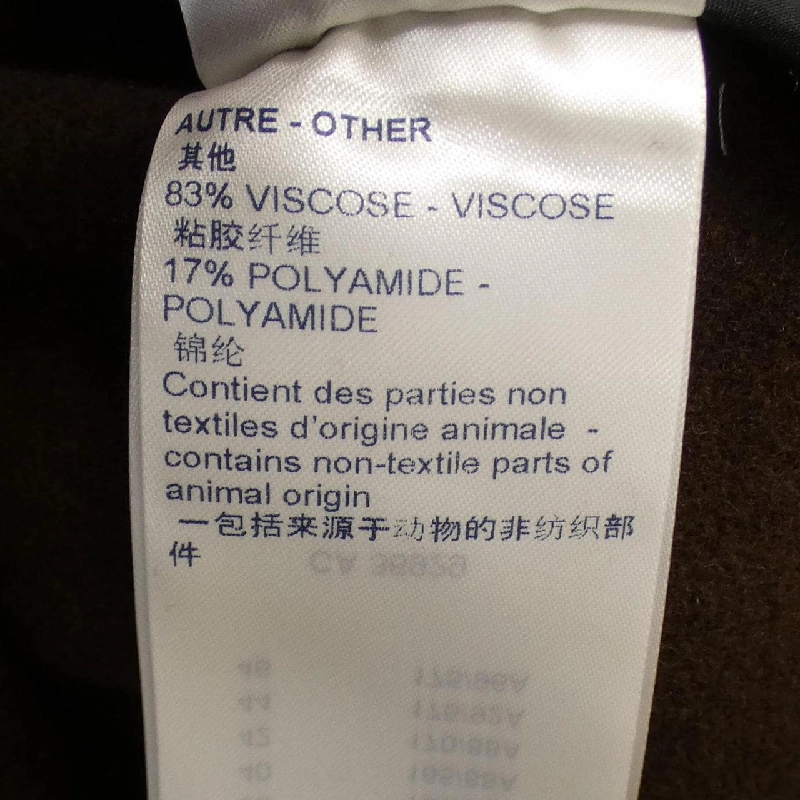 AUTRE - OTHER
其他
83% VISCOSE - VISCOSE
粘胶纤维
17% POLYAMIDE -
POLYAMIDE
锦纶
Contient des parties non
textiles d'origine animale -
contains non-textile parts of
animal origin
一包括来源于动物的非纺织部
件